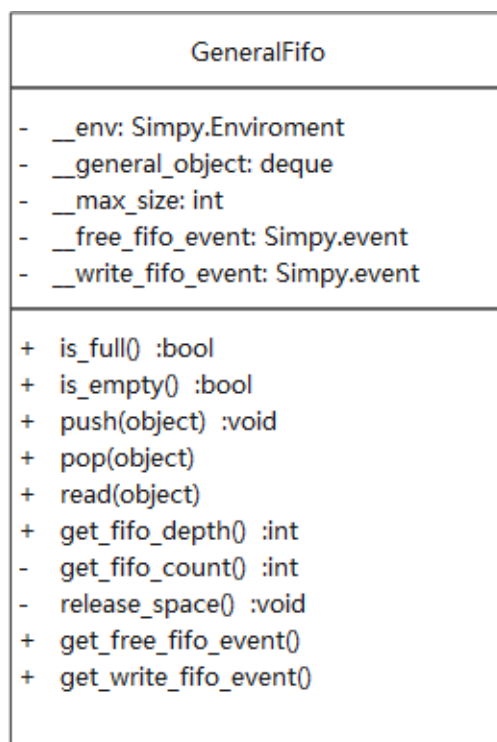 GeneralFifo
- __env: Simpy.Enviroment
- __general_object: deque
- __max_size: int
- __free_fifo_event: Simpy.event
- __write_fifo_event: Simpy.event
+ is_full() :bool
+ is_empty() :bool
+ push(object) :void
+ pop(object)
+ read(object)
+ get_fifo_depth() :int
- get_fifo_count() :int
- release_space() :void
+ get_free_fifo_event()
+ get_write_fifo_event()